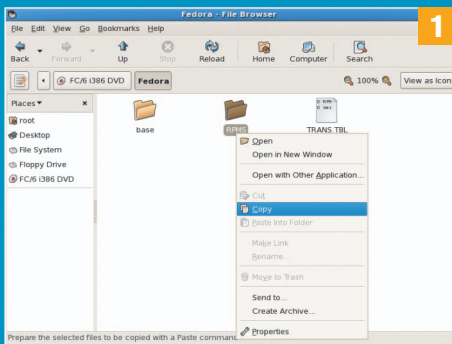 Fedora - File Browser
1
File Edit View Go Bookmarks Help
Back Forward Up Stop Reload Home Computer Search
FC/6 i386 DVD Fedora 100% View as Icon
Places
root
Desktop
File System
Floppy Drive
FC/6 i386 DVD
base RPMS TRANS.TBL
Open
Open in New Window
Open with Other Application...
Cut
Copy
Paste into Folder
Make Link
Rename...
Move to Trash
Send to...
Create Archive...
Properties
Prepare the selected files to be copied with a Paste command